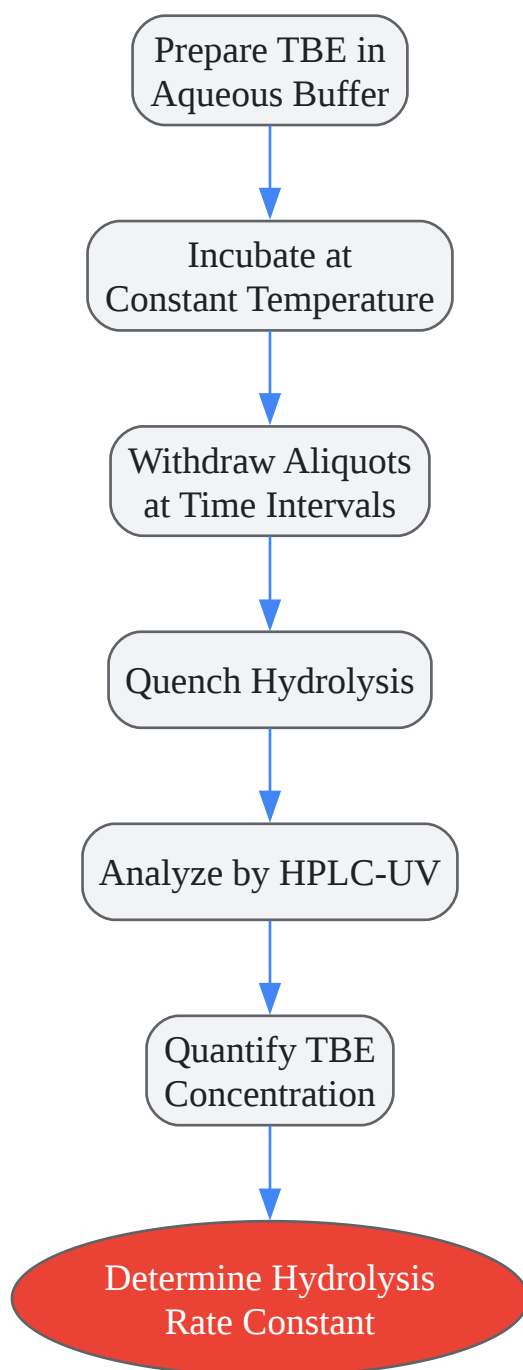 Prepare TBE in
Aqueous Buffer
Incubate at
Constant Temperature
Withdraw Aliquots
at Time Intervals
Quench Hydrolysis
Analyze by HPLC-UV
Quantify TBE
Concentration
Determine Hydrolysis
Rate Constant